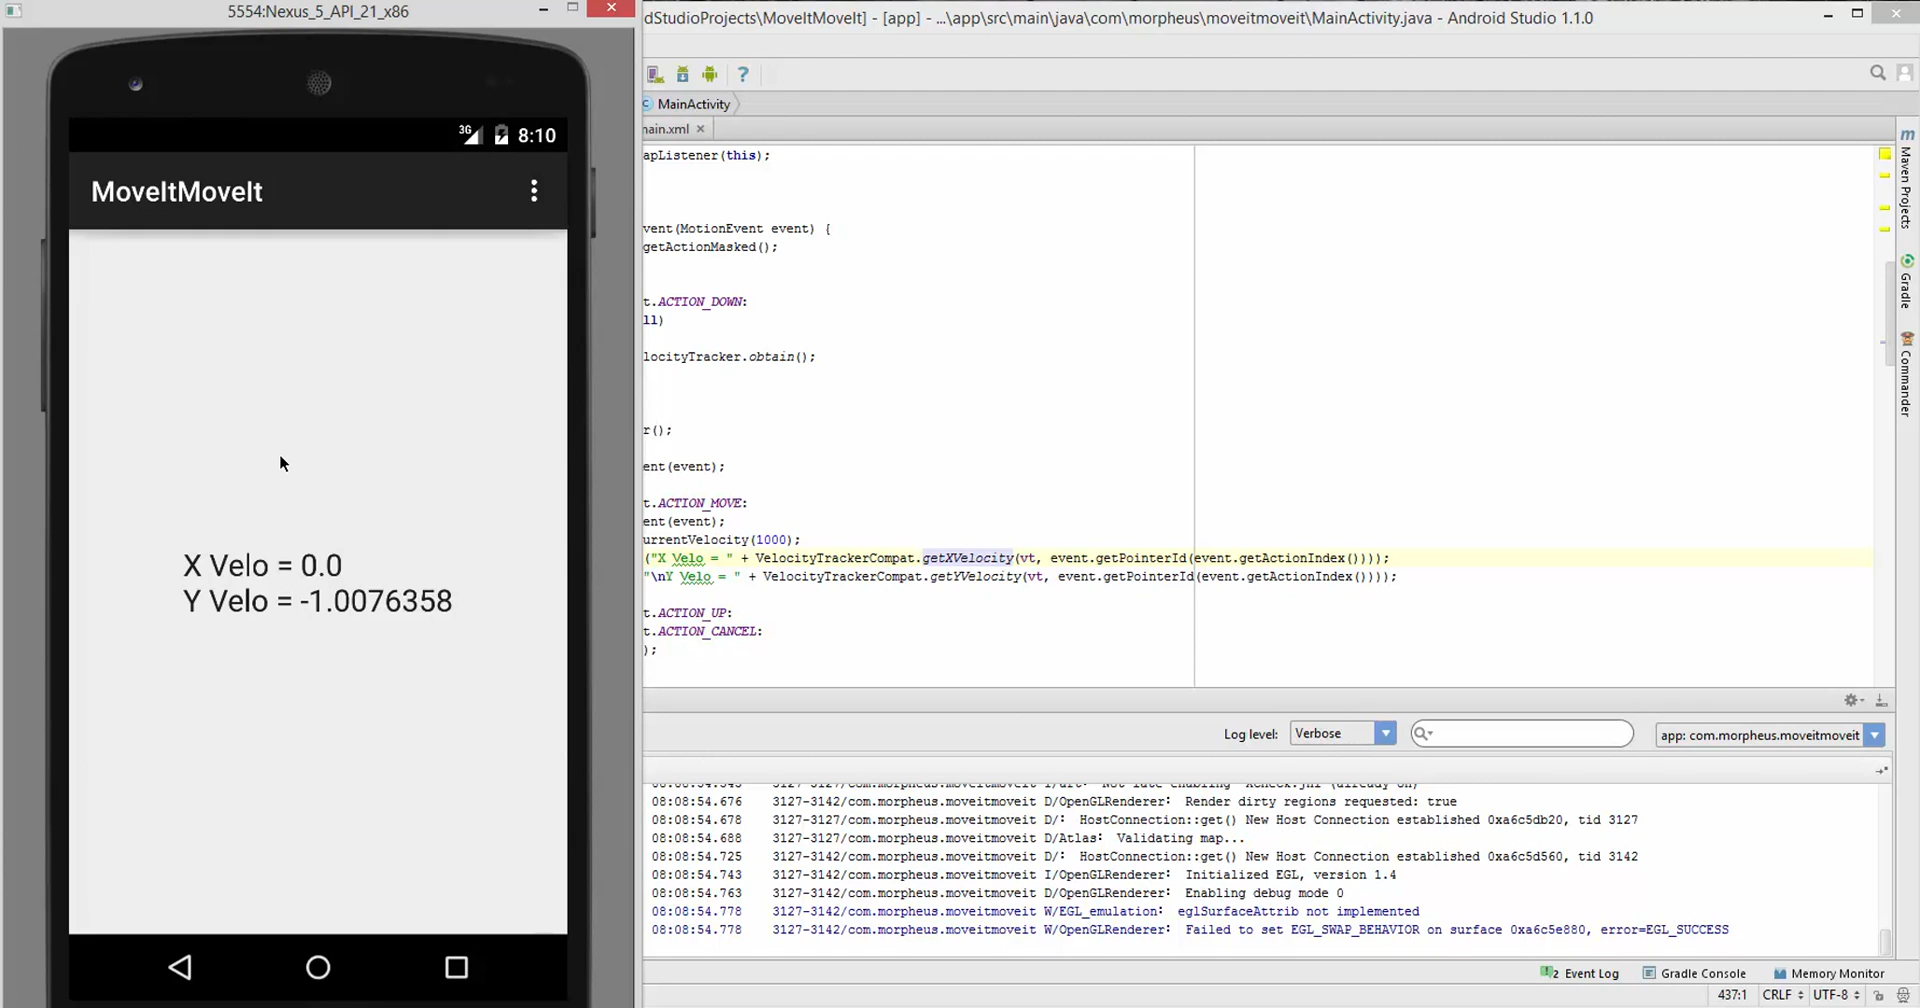 5554:Nexus_5_API_21_x86
dStudioProjects\MoveItMoveIt] - [app] - ...\app\src\main\java\com\morpheus\moveitmoveit\MainActivity.java - Android Studio 1.1.0
MainActivity
main.xml
3G 8:10
MoveItMoveIt
X Velo = 0.0
Y Velo = -1.0076358
apListener(this);
vent(MotionEvent event) {
getActionMasked();
t.ACTION_DOWN:
ll)
locityTracker.obtain();
r();
ent(event);
t.ACTION_MOVE:
ent(event);
urrentVelocity(1000);
("X Velo = " + VelocityTrackerCompat.getXVelocity(vt, event.getPointerId(event.getActionIndex())));
"\nY Velo = " + VelocityTrackerCompat.getYVelocity(vt, event.getPointerId(event.getActionIndex())));
t.ACTION_UP:
t.ACTION_CANCEL:
);
Maven Projects
Gradle
Commander
Log level: Verbose
app: com.morpheus.moveitmoveit
08:08:54.676 3127-3142/com.morpheus.moveitmoveit D/OpenGLRenderer: Render dirty regions requested: true
08:08:54.678 3127-3127/com.morpheus.moveitmoveit D/: HostConnection::get() New Host Connection established 0xa6c5db20, tid 3127
08:08:54.688 3127-3127/com.morpheus.moveitmoveit D/Atlas: Validating map...
08:08:54.725 3127-3142/com.morpheus.moveitmoveit D/: HostConnection::get() New Host Connection established 0xa6c5d560, tid 3142
08:08:54.743 3127-3142/com.morpheus.moveitmoveit I/OpenGLRenderer: Initialized EGL, version 1.4
08:08:54.763 3127-3142/com.morpheus.moveitmoveit D/OpenGLRenderer: Enabling debug mode 0
08:08:54.778 3127-3142/com.morpheus.moveitmoveit W/EGL_emulation: eglSurfaceAttrib not implemented
08:08:54.778 3127-3142/com.morpheus.moveitmoveit W/OpenGLRenderer: Failed to set EGL_SWAP_BEHAVIOR on surface 0xa6c5e880, error=EGL_SUCCESS
2 Event Log Gradle Console Memory Monitor
437:1 CRLF UTF-8